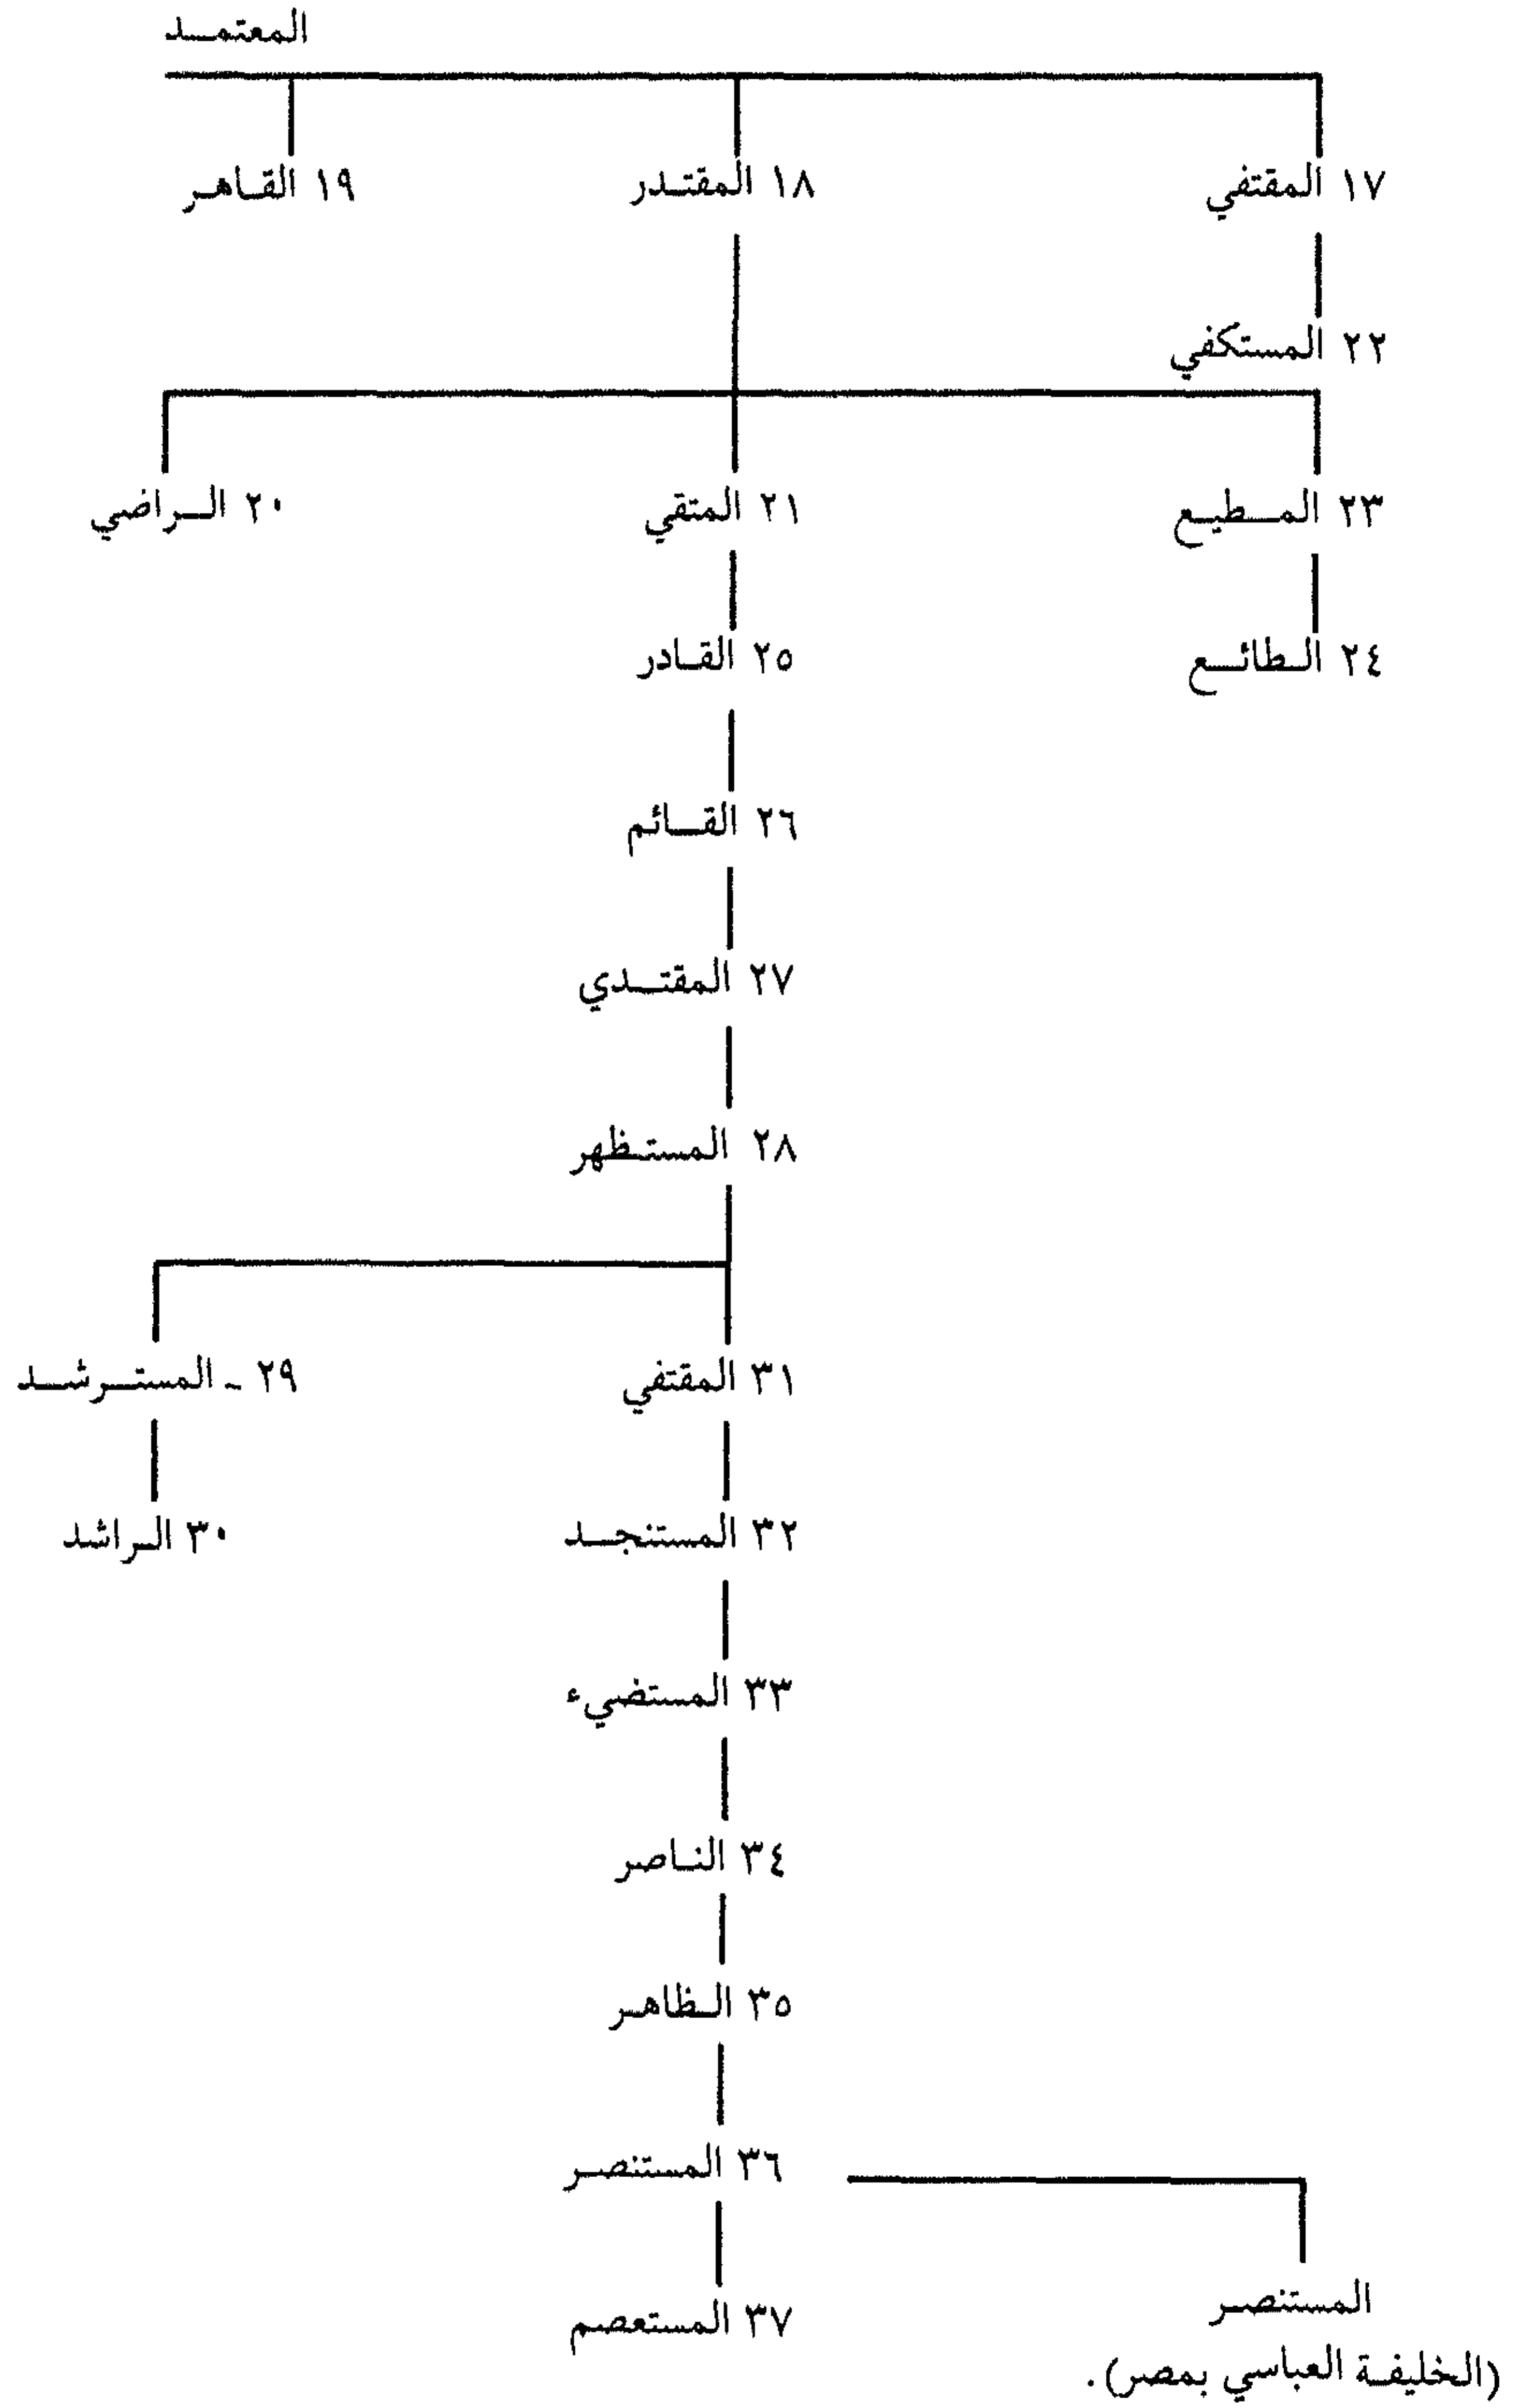 المعتمد
١٧ المقتفي
١٨ المقتدر
١٩ القاهر
٢٢ المستكفي
٢٣ المطيع
٢١ المتقي
٢٠ الراضي
٢٤ الطائع
٢٥ القادر
٢٦ القائم
٢٧ المقتدي
٢٨ المستظهر
٣١ المقتفي
٢٩ - المسترشد
٣٢ المستنجد
٣٠ الراشد
٣٣ المستضيء
٣٤ الناصر
٣٥ الظاهر
٣٦ المستنصر
المستنصر
(الخليفة العباسي بمصر).
٣٧ المستعصم